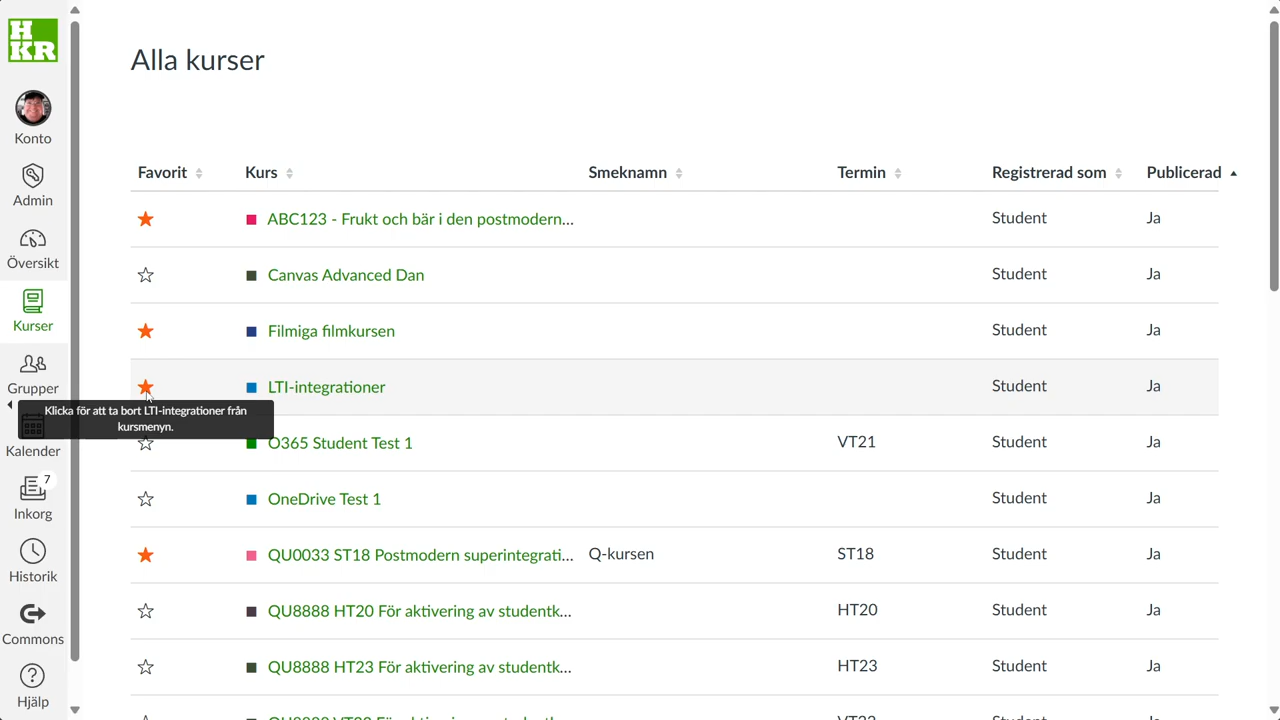 HKR
Alla kurser
Konto
Admin
Översikt
Kurser
Grupper
Kalender
7
Inkorg
Historik
Commons
Hjälp
Favorit Kurs Smeknamn Termin Registrerad som Publicerad
ABC123 - Frukt och bär i den postmodern... Student Ja
Canvas Advanced Dan Student Ja
Filmiga filmkursen Student Ja
LTI-integrationer Student Ja
Klicka för att ta bort LTI-integrationer från
kursmenyn.
O365 Student Test 1 VT21 Student Ja
OneDrive Test 1 Student Ja
QU0033 ST18 Postmodern superintegrati... Q-kursen ST18 Student Ja
QU8888 HT20 För aktivering av studentk... HT20 Student Ja
QU8888 HT23 För aktivering av studentk... HT23 Student Ja